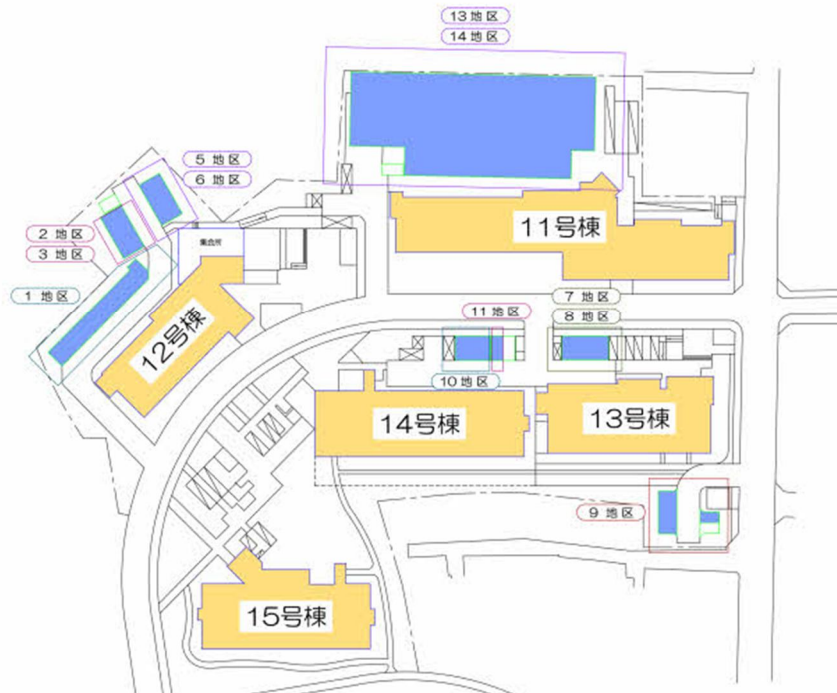 13 地 区
14 地 区
5 地 区
6 地 区
2 地 区
3 地 区
1 地 区
集会所
11号棟
12号棟
11 地 区
7 地 区
8 地 区
10 地 区
14号棟
13号棟
9 地 区
15号棟